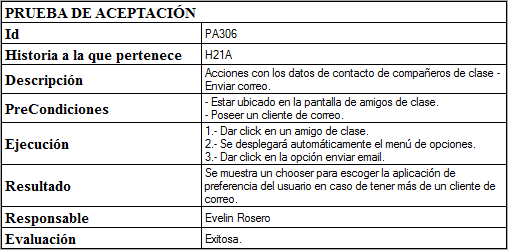 PRUEBA DE ACEPTACIÓN
Id PA306
Historia a la que pertenece H21A
Descripción Acciones con los datos de contacto de compañeros de clase -
Enviar correo.
PreCondiciones - Estar ubicado en la pantalla de amigos de clase.
- Poseer un cliente de correo.
Ejecución 1.- Dar click en un amigo de clase.
2.- Se desplegará automáticamente el menú de opciones.
3.- Dar click en la opción enviar email.
Resultado Se muestra un chooser para escoger la aplicación de
preferencia del usuario en caso de tener más de un cliente de
correo.
Responsable Evelin Rosero
Evaluación Exitosa.